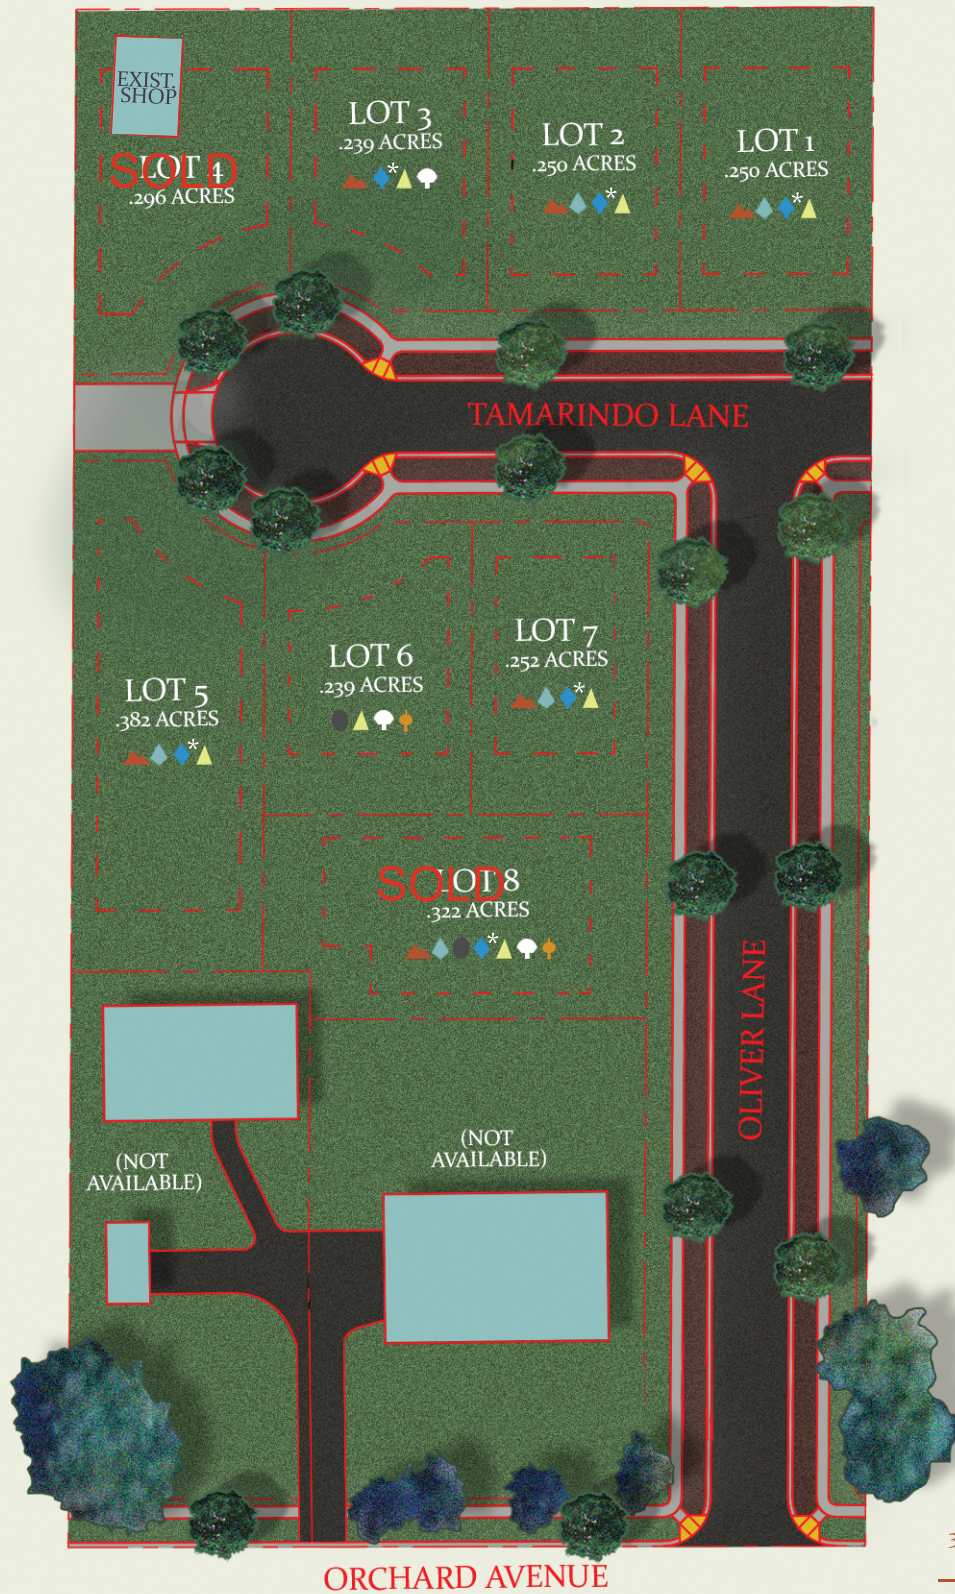 EXIST.
SHOP
SOLD
LOT 4
.296 ACRES
LOT 3
.239 ACRES
*
LOT 2
.250 ACRES
*
LOT 1
.250 ACRES
*
TAMARINDO LANE
LOT 5
.382 ACRES
*
LOT 6
.239 ACRES
LOT 7
.252 ACRES
*
SOLD
LOT 8
.322 ACRES
*
OLIVER LANE
(NOT
AVAILABLE)
(NOT
AVAILABLE)
ORCHARD AVENUE